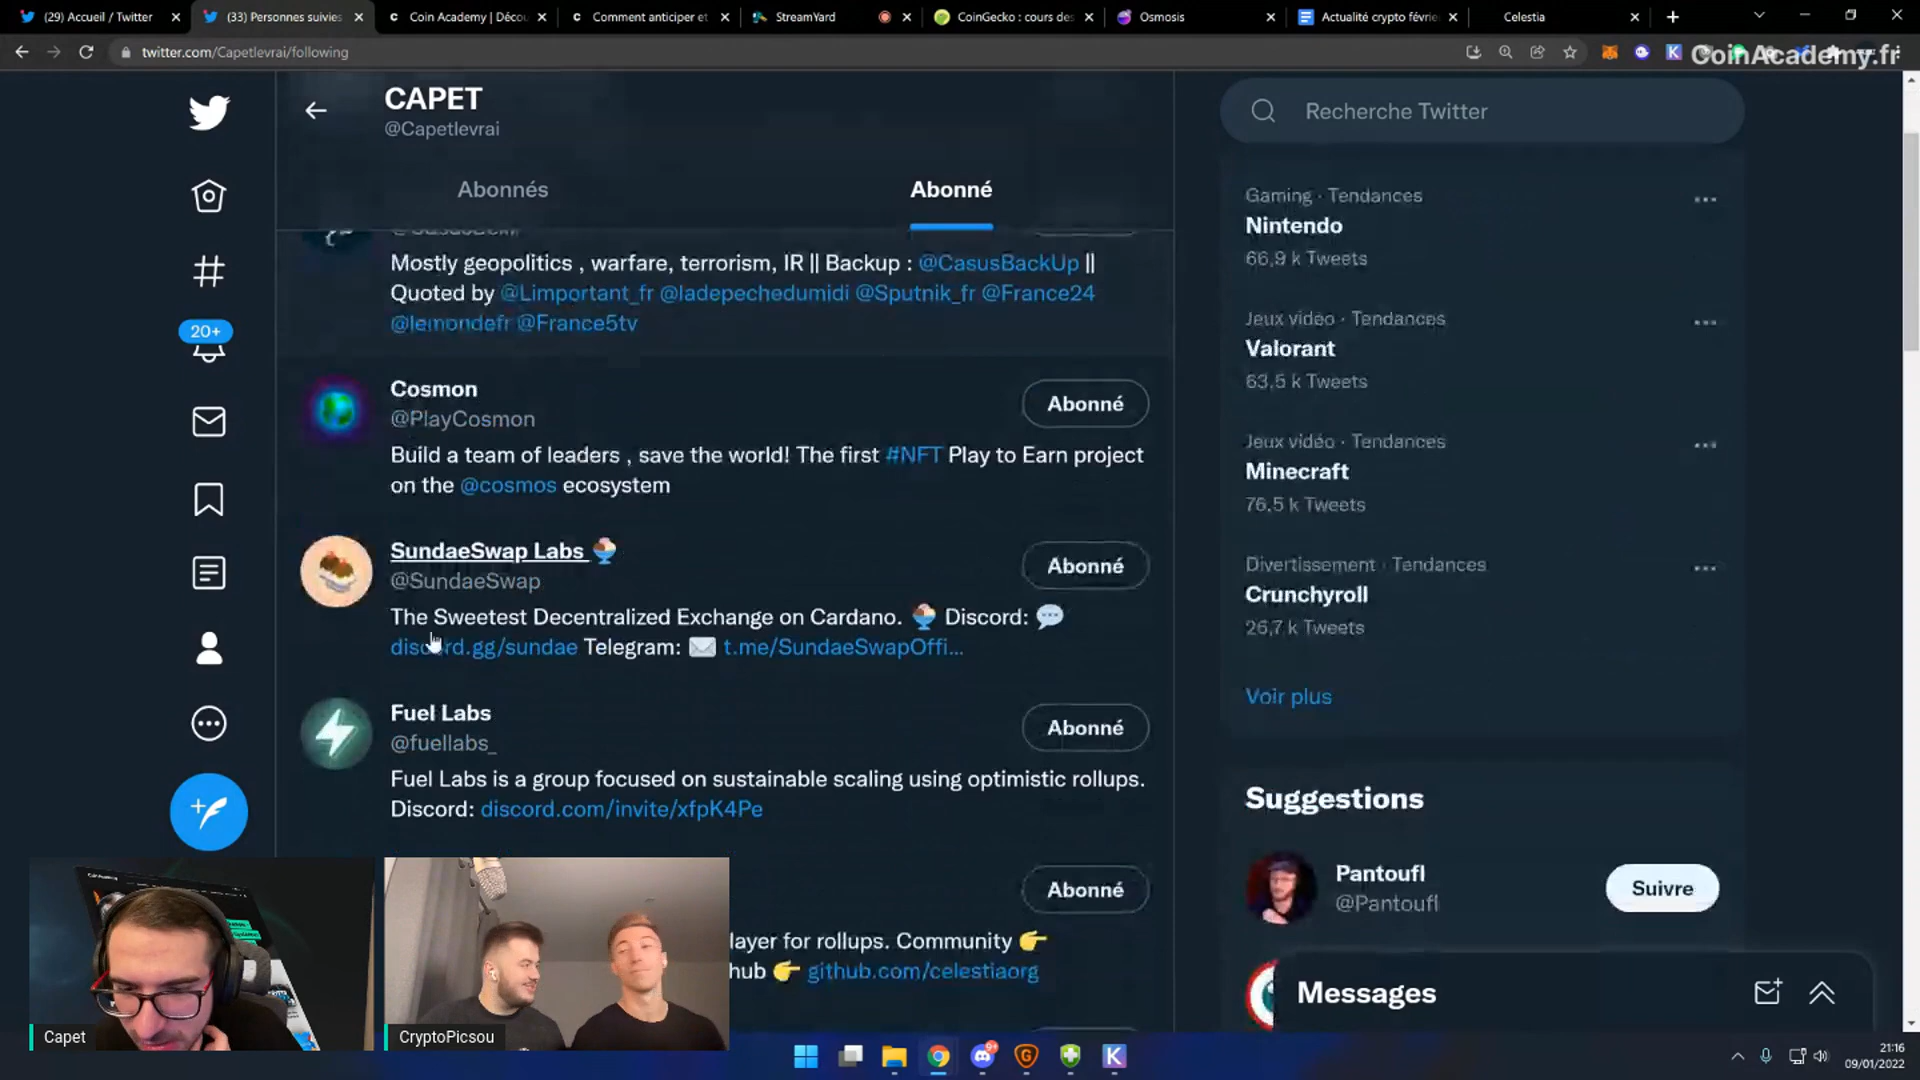 (29) Accueil / Twitter
(33) Personnes suivies
Coin Academy | Décou
Comment anticiper et
StreamYard
CoinGecko : cours des
Osmosis
Actualité crypto févrie
Celestia
twitter.com/Capetlevrai/following
CoinAcademy.fr
CAPET
@Capetlevrai
Abonnés
Abonné
Mostly geopolitics , warfare, terrorism, IR || Backup : @CasusBackUp ||
Quoted by @Limportant_fr @ladepechedumidi @Sputnik_fr @France24
@lemondefr @France5tv
Cosmon
@PlayCosmon
Abonné
Build a team of leaders , save the world! The first #NFT Play to Earn project
on the @cosmos ecosystem
SundaeSwap Labs
@SundaeSwap
Abonné
The Sweetest Decentralized Exchange on Cardano. Discord:
discord.gg/sundae Telegram: t.me/SundaeSwapOffi...
Fuel Labs
@fuellabs_
Abonné
Fuel Labs is a group focused on sustainable scaling using optimistic rollups.
Discord: discord.com/invite/xfpK4Pe
Abonné
layer for rollups. Community
hub github.com/celestiaorg
20+
Recherche Twitter
Gaming · Tendances
Nintendo
66,9 k Tweets
Jeux vidéo · Tendances
Valorant
63,5 k Tweets
Jeux vidéo · Tendances
Minecraft
76,5 k Tweets
Divertissement · Tendances
Crunchyroll
26,7 k Tweets
Voir plus
Suggestions
Pantoufl
@Pantoufl
Suivre
Messages
Capet
CryptoPicsou
21:16
09/01/2022